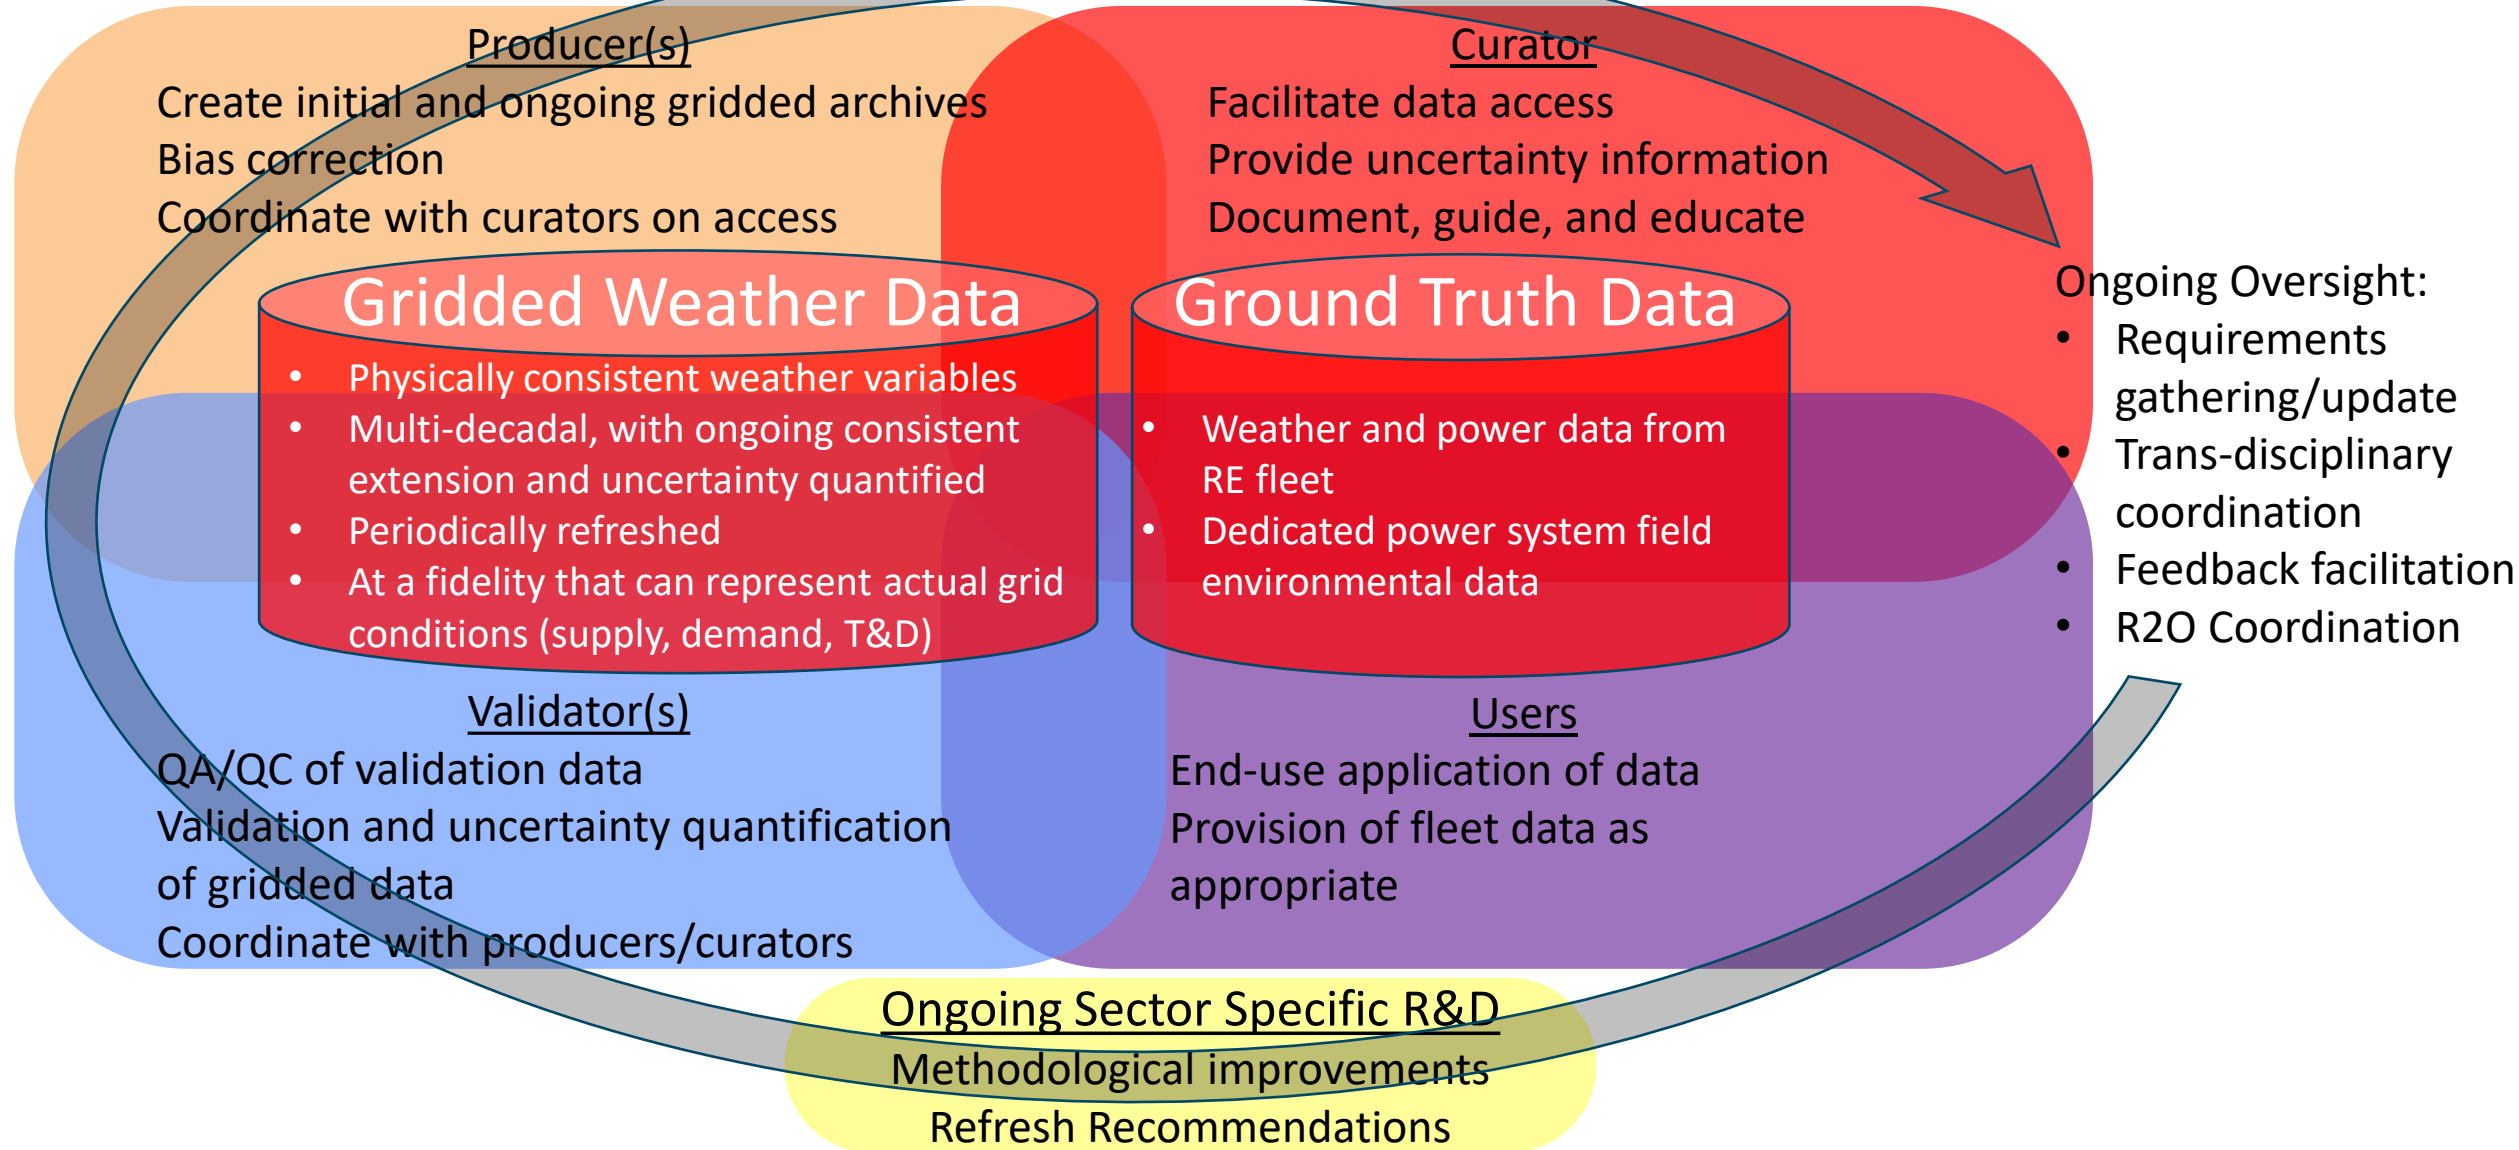 Producer(s)
Create initial and ongoing gridded archives
Bias correction
Coordinate with curators on access
Curator
Facilitate data access
Provide uncertainty information
Document, guide, and educate
Gridded Weather Data
• Physically consistent weather variables
• Multi-decadal, with ongoing consistent
extension and uncertainty quantified
• Periodically refreshed
• At a fidelity that can represent actual grid
conditions (supply, demand, T&D)
Ground Truth Data
• Weather and power data from
RE fleet
• Dedicated power system field
environmental data
Ongoing Oversight:
• Requirements
gathering/update
• Trans-disciplinary
coordination
• Feedback facilitation
• R2O Coordination
Validator(s)
QA/QC of validation data
Validation and uncertainty quantification
of gridded data
Coordinate with producers/curators
Users
End-use application of data
Provision of fleet data as
appropriate
Ongoing Sector Specific R&D
Methodological improvements
Refresh Recommendations